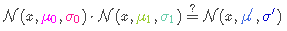 𝒩(x, μ₀, σ₀) · 𝒩(x, μ₁, σ₁) ≟ 𝒩(x, μ′, σ′)